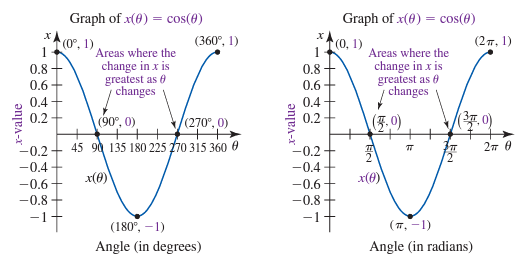 Graph of x(θ) = cos(θ)
x
(0°, 1)
(360°, 1)
Areas where the
change in x is
greatest as θ
changes
1
0.8
0.6
0.4
0.2
−0.2
−0.4
−0.6
−0.8
−1
x-value
(90°, 0)
(270°, 0)
45 90 135 180 225 270 315 360 θ
x(θ)
(180°, −1)
Angle (in degrees)
Graph of x(θ) = cos(θ)
x
(0, 1)
(2π, 1)
Areas where the
change in x is
greatest as θ
changes
1
0.8
0.6
0.4
0.2
−0.2
−0.4
−0.6
−0.8
−1
x-value
(π/2, 0)
(3π/2, 0)
π/2 π 3π/2 2π θ
x(θ)
(π, −1)
Angle (in radians)